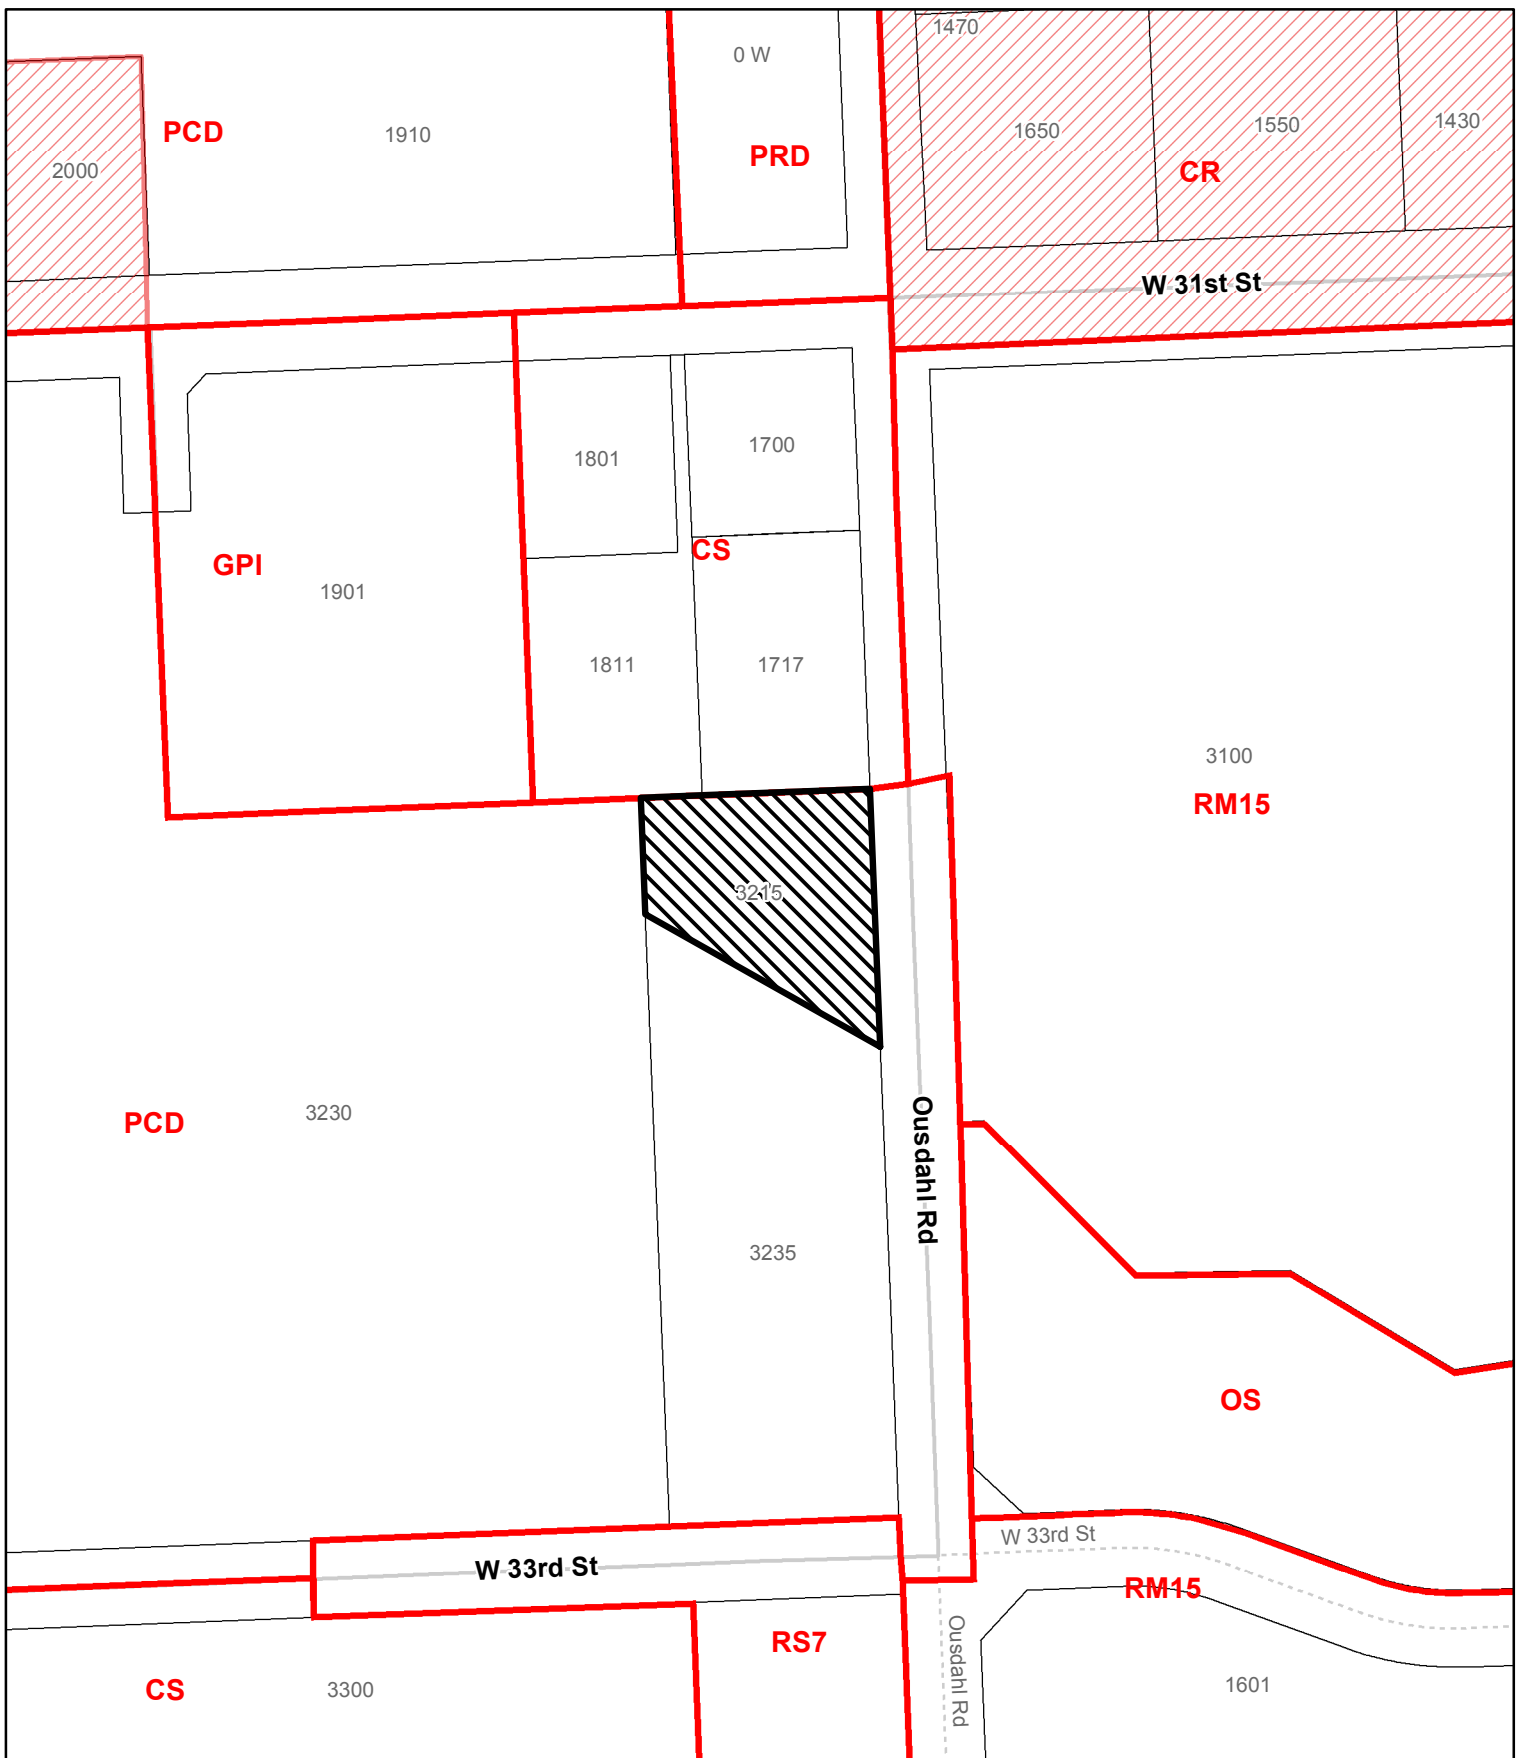 1470
0 W
1650
1550
1430
PCD
1910
PRD
2000
CR
W 31st St
1801
1700
CS
GPI
1901
1811
1717
3100
RM15
3215
Ousdahl Rd
PCD
3230
3235
OS
W 33rd St
W 33rd St
RM15
RS7
Ousdahl Rd
CS
3300
1601